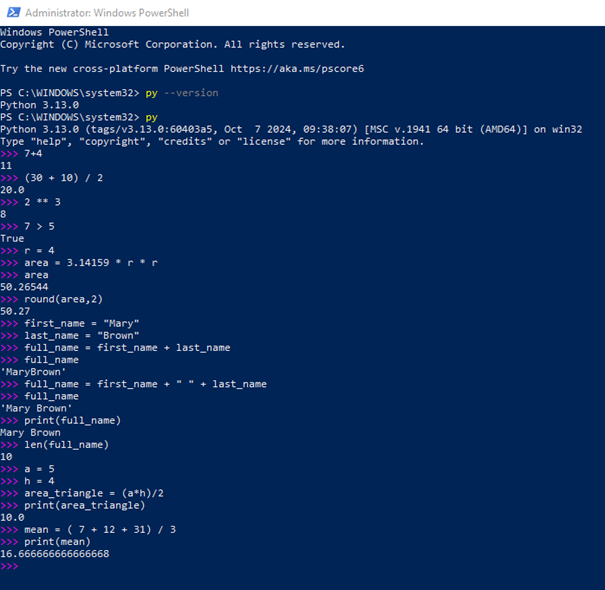 Administrator: Windows PowerShell
Windows PowerShell
Copyright (C) Microsoft Corporation. All rights reserved.
Try the new cross-platform PowerShell https://aka.ms/pscore6
PS C:\WINDOWS\system32> py --version
Python 3.13.0
PS C:\WINDOWS\system32> py
Python 3.13.0 (tags/v3.13.0:60403a5, Oct  7 2024, 09:38:07) [MSC v.1941 64 bit (AMD64)] on win32
Type "help", "copyright", "credits" or "license" for more information.
>>> 7+4
11
>>> (30 + 10) / 2
20.0
>>> 2 ** 3
8
>>> 7 > 5
True
>>> r = 4
>>> area = 3.14159 * r * r
>>> area
50.26544
>>> round(area,2)
50.27
>>> first_name = "Mary"
>>> last_name = "Brown"
>>> full_name = first_name + last_name
>>> full_name
'MaryBrown'
>>> full_name = first_name + " " + last_name
>>> full_name
'Mary Brown'
>>> print(full_name)
Mary Brown
>>> len(full_name)
10
>>> a = 5
>>> h = 4
>>> area_triangle = (a*h)/2
>>> print(area_triangle)
10.0
>>> mean = ( 7 + 12 + 31) / 3
>>> print(mean)
16.666666666666668
>>>